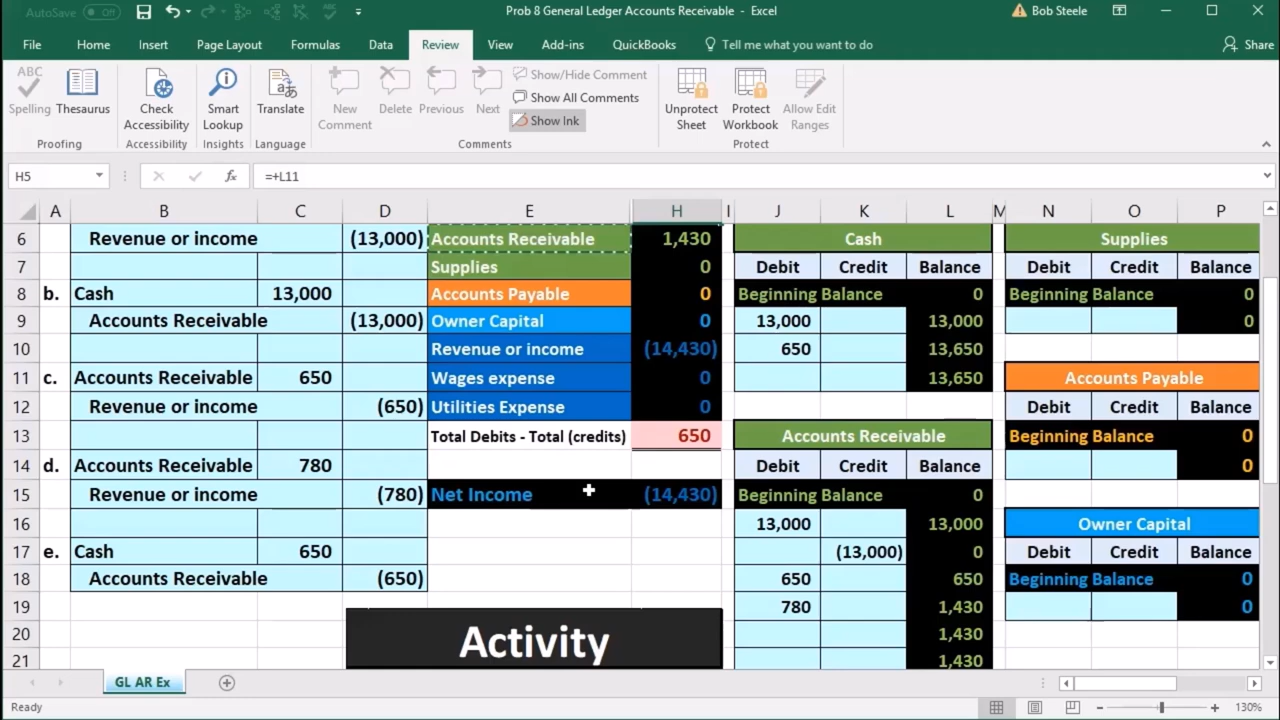 AutoSave Off Prob 8 General Ledger Accounts Receivable - Excel Bob Steele
File Home Insert Page Layout Formulas Data Review View Add-ins QuickBooks Tell me what you want to do Share
ABC
Spelling Thesaurus Check Accessibility Smart Lookup Translate New Comment Delete Previous Next Show/Hide Comment Show All Comments Show Ink Unprotect Sheet Protect Workbook Allow Edit Ranges
Proofing Accessibility Insights Language Comments Protect
H5 fx =+L11
A B C D E H I J K L M N O P
6 Revenue or income (13,000) Accounts Receivable 1,430 Cash Supplies
7 Supplies 0 Debit Credit Balance Debit Credit Balance
8 b. Cash 13,000 Accounts Payable 0 Beginning Balance 0 Beginning Balance 0
9 Accounts Receivable (13,000) Owner Capital 0 13,000 13,000 0
10 Revenue or income (14,430) 650 13,650
11 c. Accounts Receivable 650 Wages expense 0 13,650 Accounts Payable
12 Revenue or income (650) Utilities Expense 0 Debit Credit Balance
13 Total Debits - Total (credits) 650 Accounts Receivable Beginning Balance 0
14 d. Accounts Receivable 780 Debit Credit Balance 0
15 Revenue or income (780) Net Income (14,430) Beginning Balance 0
16 13,000 13,000 Owner Capital
17 e. Cash 650 (13,000) 0 Debit Credit Balance
18 Accounts Receivable (650) 650 650 Beginning Balance 0
19 780 1,430 0
20 Activity 1,430
21 1,430
GL AR Ex
Ready 130%